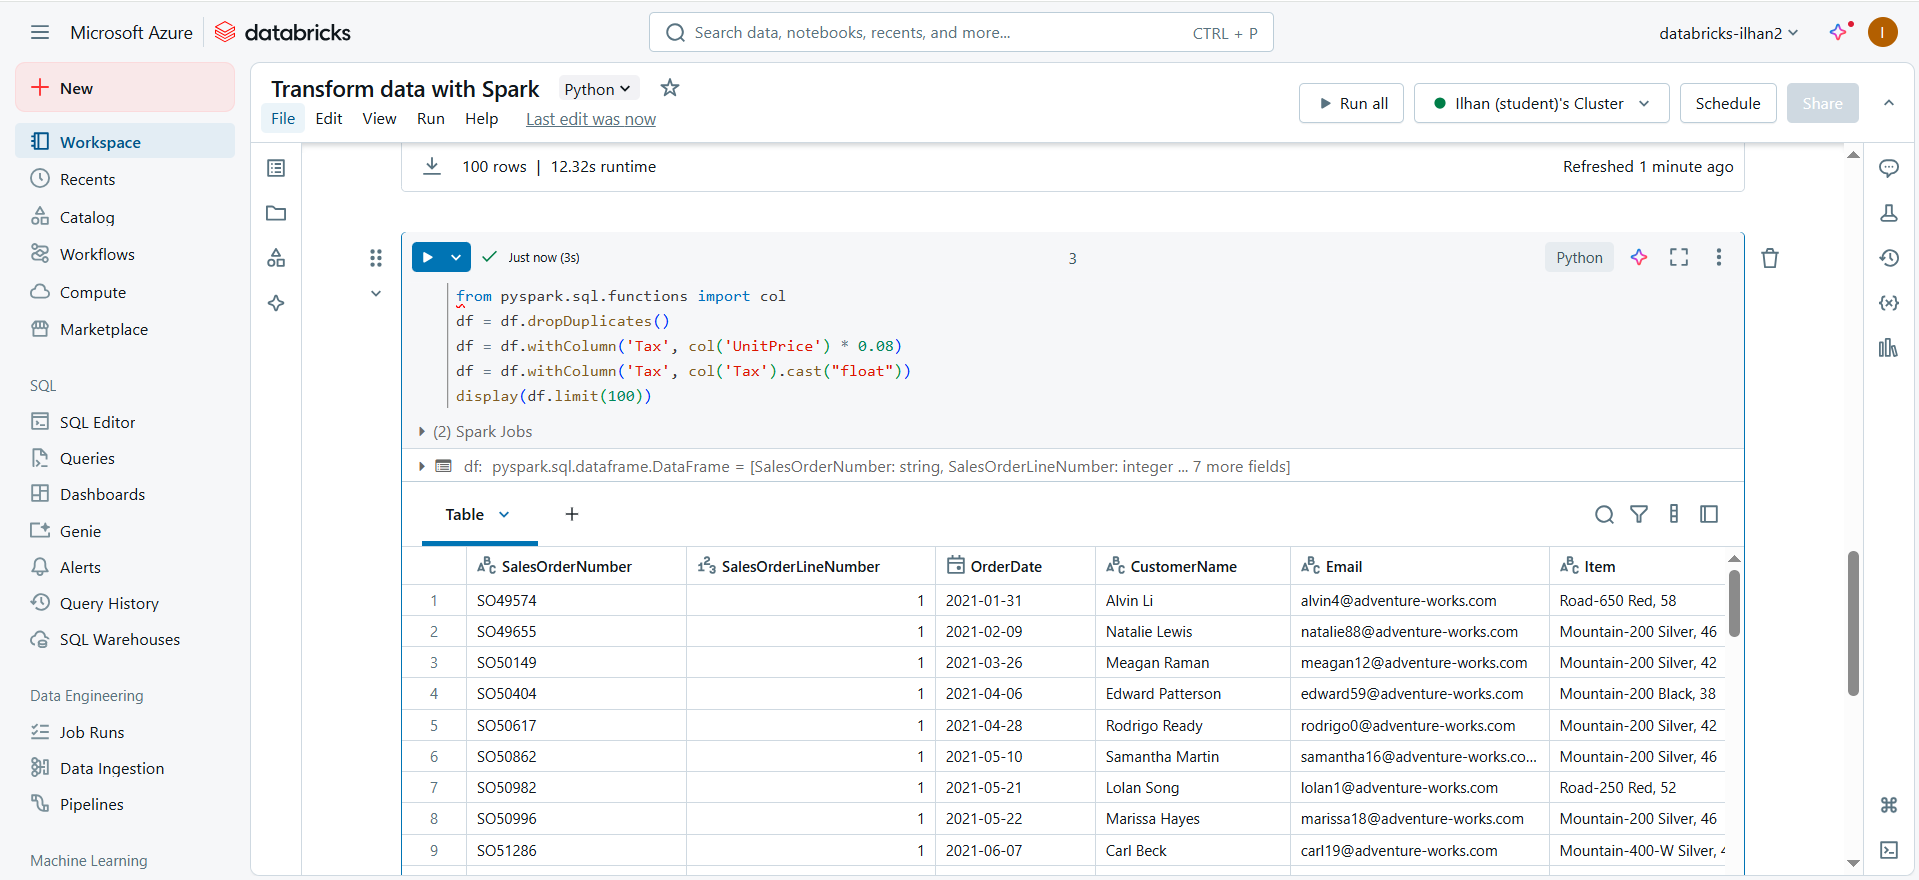 Microsoft Azure
databricks
Search data, notebooks, recents, and more...
CTRL + P
databricks-ilhan2
I
New
Workspace
Recents
Catalog
Workflows
Compute
Marketplace
SQL
SQL Editor
Queries
Dashboards
Genie
Alerts
Query History
SQL Warehouses
Data Engineering
Job Runs
Data Ingestion
Pipelines
Machine Learning
Transform data with Spark
Python
File Edit View Run Help Last edit was now
Run all
Ilhan (student)'s Cluster
Schedule
Share
100 rows | 12.32s runtime
Refreshed 1 minute ago
Just now (3s)
3
Python
from pyspark.sql.functions import col
df = df.dropDuplicates()
df = df.withColumn('Tax', col('UnitPrice') * 0.08)
df = df.withColumn('Tax', col('Tax').cast("float"))
display(df.limit(100))
(2) Spark Jobs
df: pyspark.sql.dataframe.DataFrame = [SalesOrderNumber: string, SalesOrderLineNumber: integer ... 7 more fields]
Table +
SalesOrderNumber SalesOrderLineNumber OrderDate CustomerName Email Item
1 SO49574 1 2021-01-31 Alvin Li alvin4@adventure-works.com Road-650 Red, 58
2 SO49655 1 2021-02-09 Natalie Lewis natalie88@adventure-works.com Mountain-200 Silver, 46
3 SO50149 1 2021-03-26 Meagan Raman meagan12@adventure-works.com Mountain-200 Silver, 42
4 SO50404 1 2021-04-06 Edward Patterson edward59@adventure-works.com Mountain-200 Black, 38
5 SO50617 1 2021-04-28 Rodrigo Ready rodrigo0@adventure-works.com Mountain-200 Silver, 42
6 SO50862 1 2021-05-10 Samantha Martin samantha16@adventure-works.co... Mountain-200 Silver, 46
7 SO50982 1 2021-05-21 Lolan Song lolan1@adventure-works.com Road-250 Red, 52
8 SO50996 1 2021-05-22 Marissa Hayes marissa18@adventure-works.com Mountain-200 Silver, 46
9 SO51286 1 2021-06-07 Carl Beck carl19@adventure-works.com Mountain-400-W Silver,